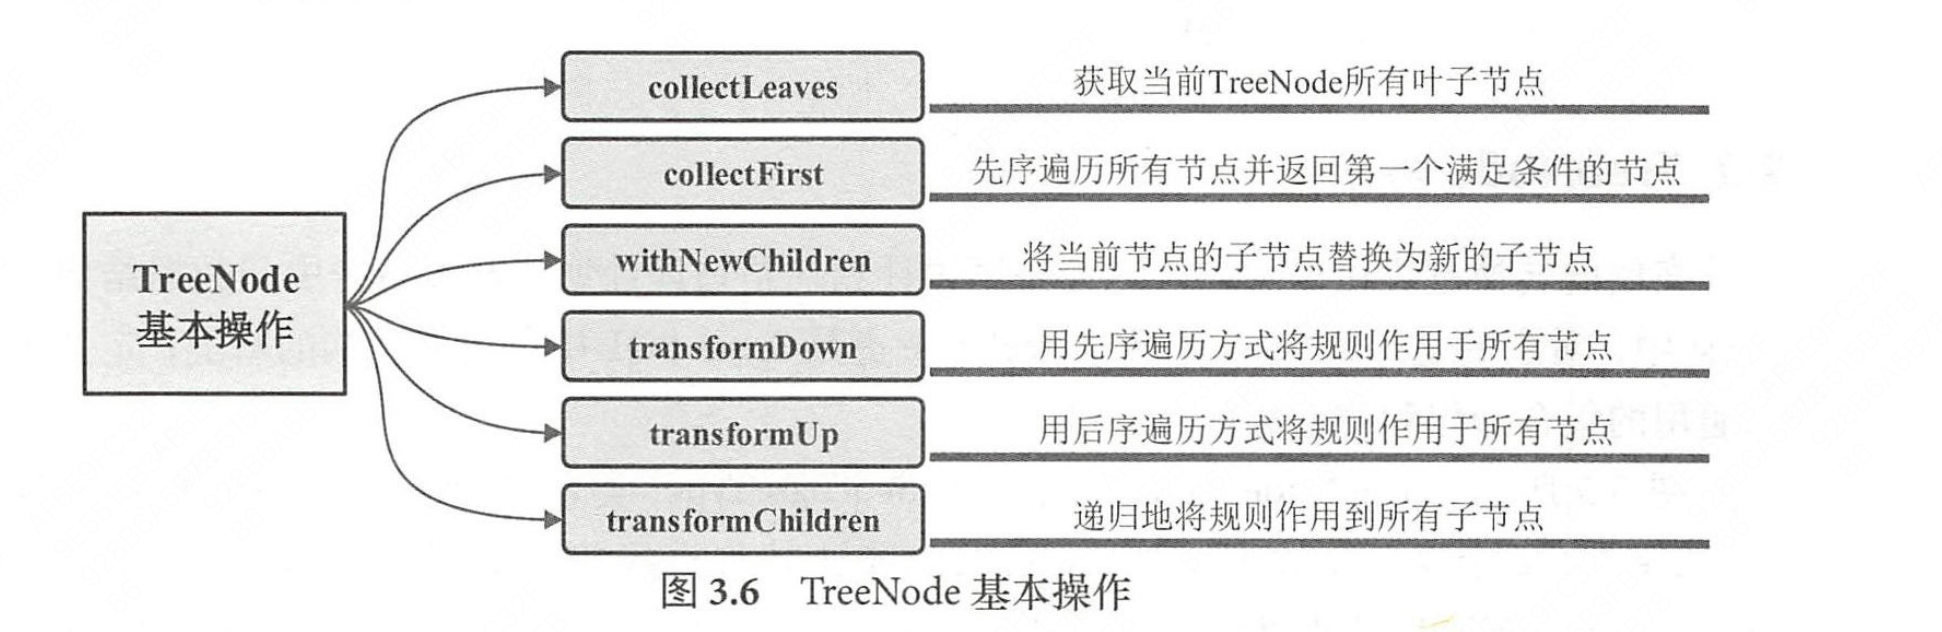 TreeNode
基本操作
collectLeaves
获取当前TreeNode所有叶子节点
collectFirst
先序遍历所有节点并返回第一个满足条件的节点
withNewChildren
将当前节点的子节点替换为新的子节点
transformDown
用先序遍历方式将规则作用于所有节点
transformUp
用后序遍历方式将规则作用于所有节点
transformChildren
递归地将规则作用到所有子节点
图 3.6 TreeNode 基本操作